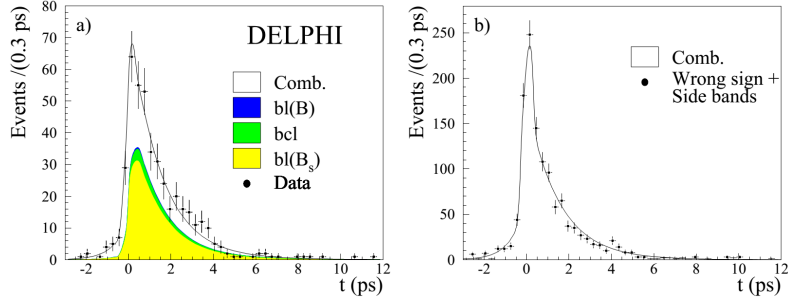 a)
DELPHI
Events /(0.3 ps)
80
70
60
50
40
30
20
10
0
Comb.
bl(B)
bcl
bl(B_s)
Data
-2 0 2 4 6 8 10 12
t (ps)
b)
Events /(0.3 ps)
250
200
150
100
50
0
Comb.
Wrong sign +
Side bands
-2 0 2 4 6 8 10 12
t (ps)